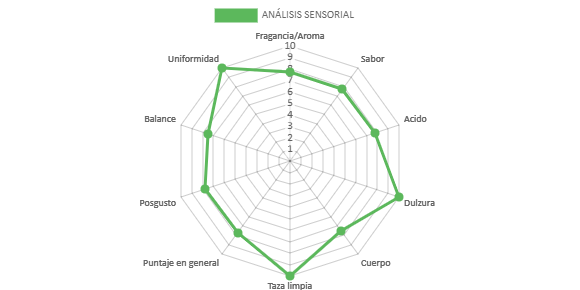 ANÁLISIS SENSORIAL
Fragancia/Aroma
10
9
8
7
6
5
4
3
2
1
Uniformidad
Sabor
Balance
Acido
Posgusto
Dulzura
Puntaje en general
Cuerpo
Taza limpia